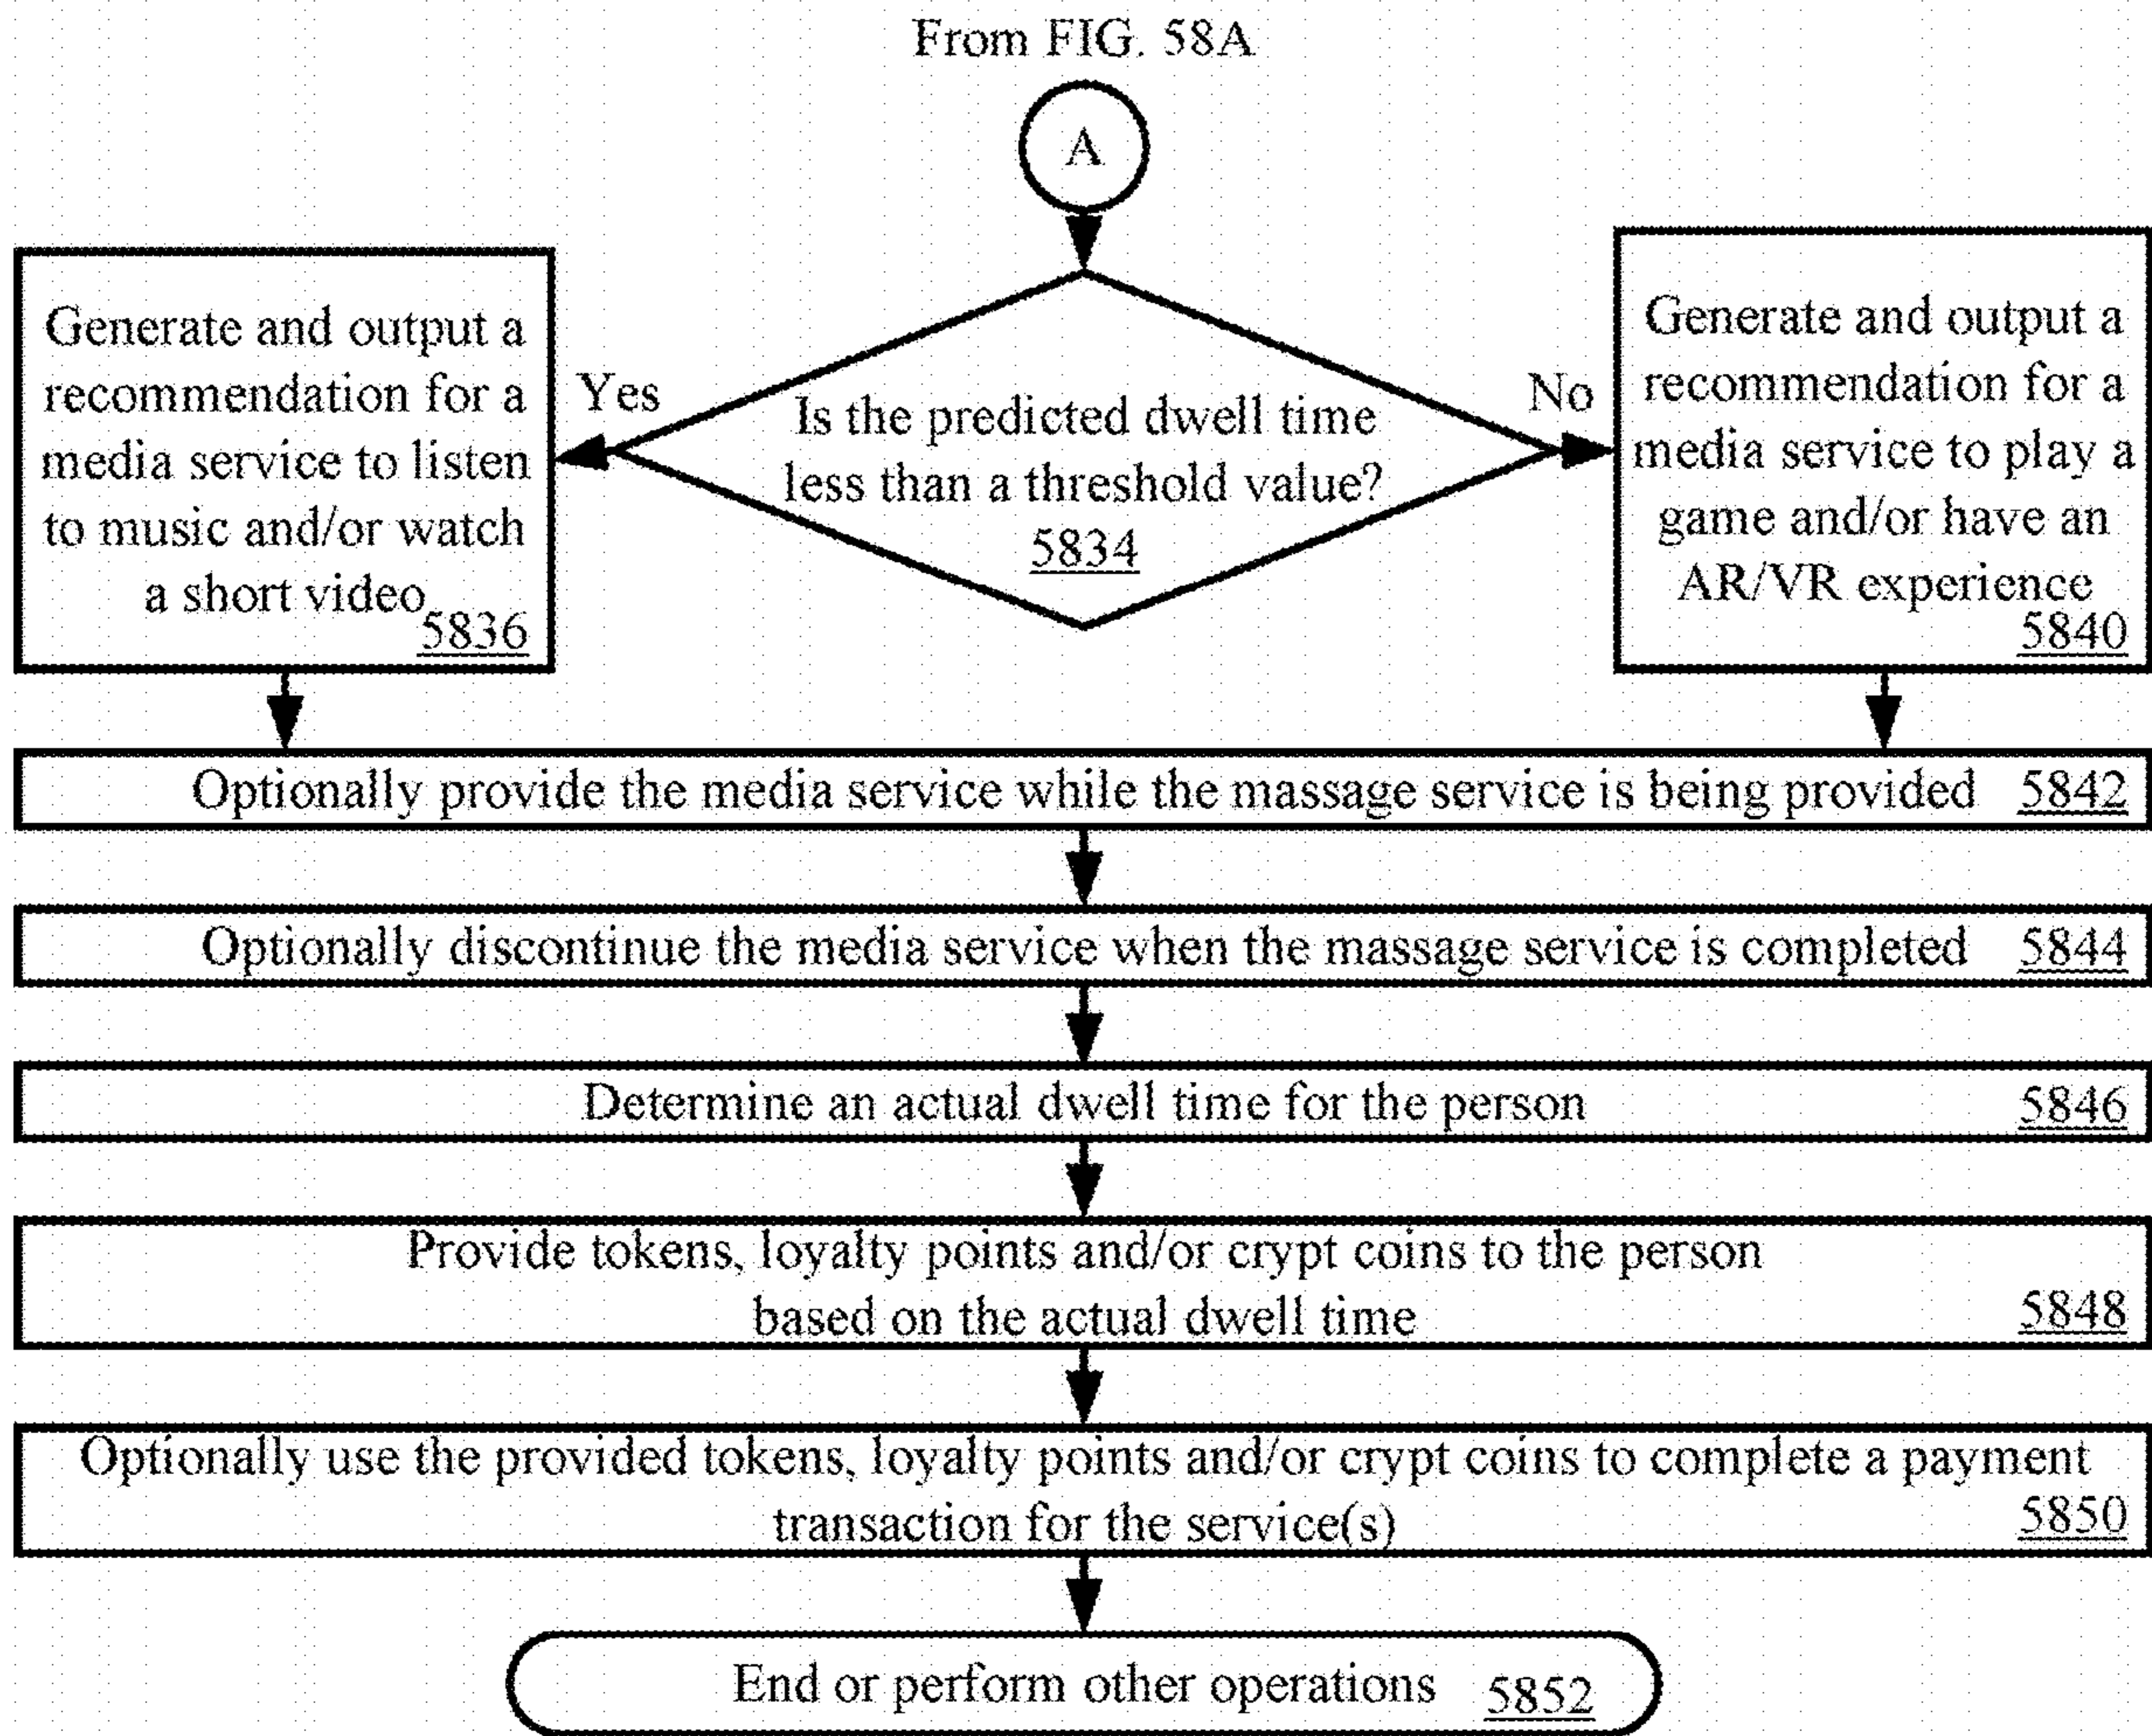 From FIG. 58A
A
Generate and output a
recommendation for a
media service to listen
to music and/or watch
a short video
5836
Yes
Is the predicted dwell time
less than a threshold value?
5834
No
Generate and output a
recommendation for a
media service to play a
game and/or have an
AR/VR experience
5840
Optionally provide the media service while the massage service is being provided 5842
Optionally discontinue the media service when the massage service is completed 5844
Determine an actual dwell time for the person 5846
Provide tokens, loyalty points and/or crypt coins to the person
based on the actual dwell time 5848
Optionally use the provided tokens, loyalty points and/or crypt coins to complete a payment
transaction for the service(s) 5850
End or perform other operations 5852